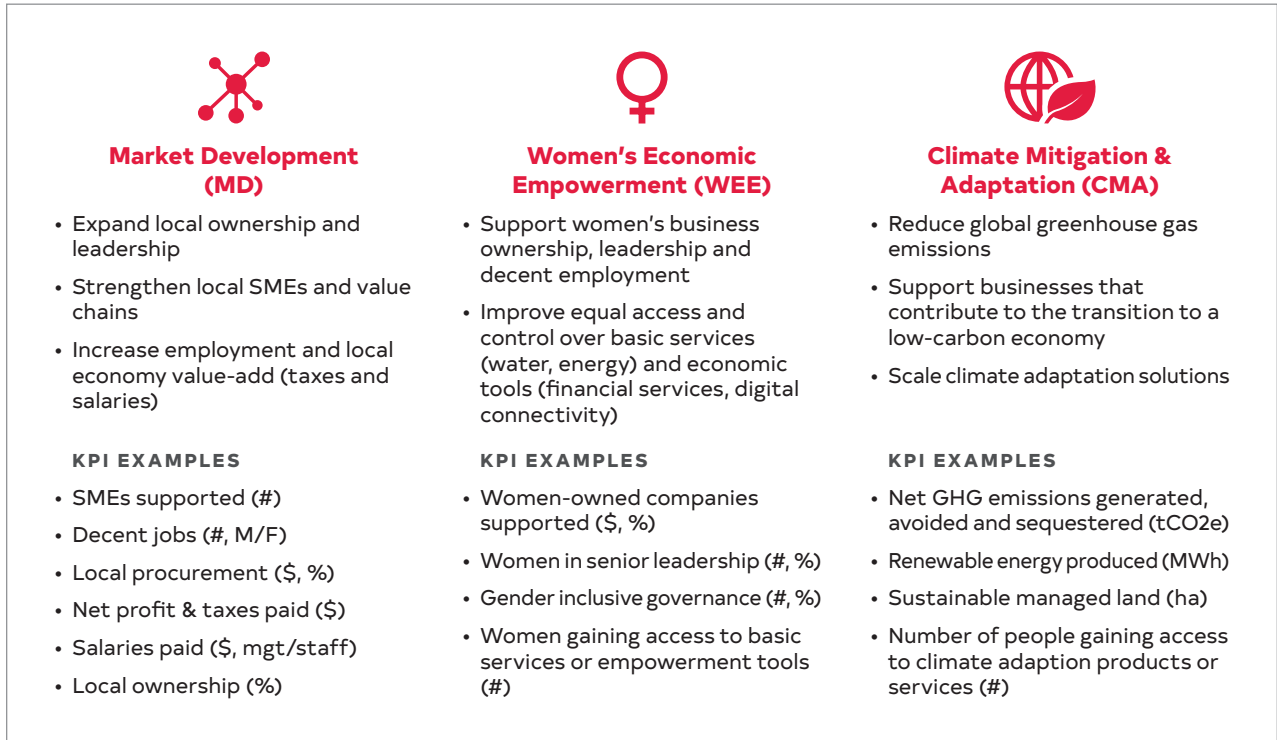 Market Development
(MD)
• Expand local ownership and
leadership
• Strengthen local SMEs and value
chains
• Increase employment and local
economy value-add (taxes and
salaries)
KPI EXAMPLES
• SMEs supported (#)
• Decent jobs (#, M/F)
• Local procurement ($, %)
• Net profit & taxes paid ($)
• Salaries paid ($, mgt/staff)
• Local ownership (%)
Women's Economic
Empowerment (WEE)
• Support women's business
ownership, leadership and
decent employment
• Improve equal access and
control over basic services
(water, energy) and economic
tools (financial services, digital
connectivity)
KPI EXAMPLES
• Women-owned companies
supported ($, %)
• Women in senior leadership (#, %)
• Gender inclusive governance (#, %)
• Women gaining access to basic
services or empowerment tools
(#)
Climate Mitigation &
Adaptation (CMA)
• Reduce global greenhouse gas
emissions
• Support businesses that
contribute to the transition to a
low-carbon economy
• Scale climate adaptation solutions
KPI EXAMPLES
• Net GHG emissions generated,
avoided and sequestered (tCO2e)
• Renewable energy produced (MWh)
• Sustainable managed land (ha)
• Number of people gaining access
to climate adaption products or
services (#)